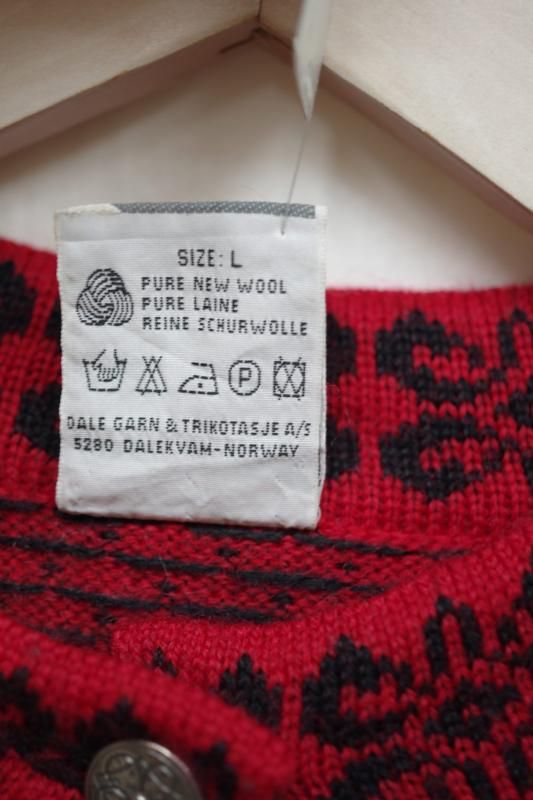 SIZE: L
PURE NEW WOOL
PURE LAINE
REINE SCHURWOLLE
P
DALE GARN & TRIKOTASJE A/S
5280 DALEKVAM-NORWAY